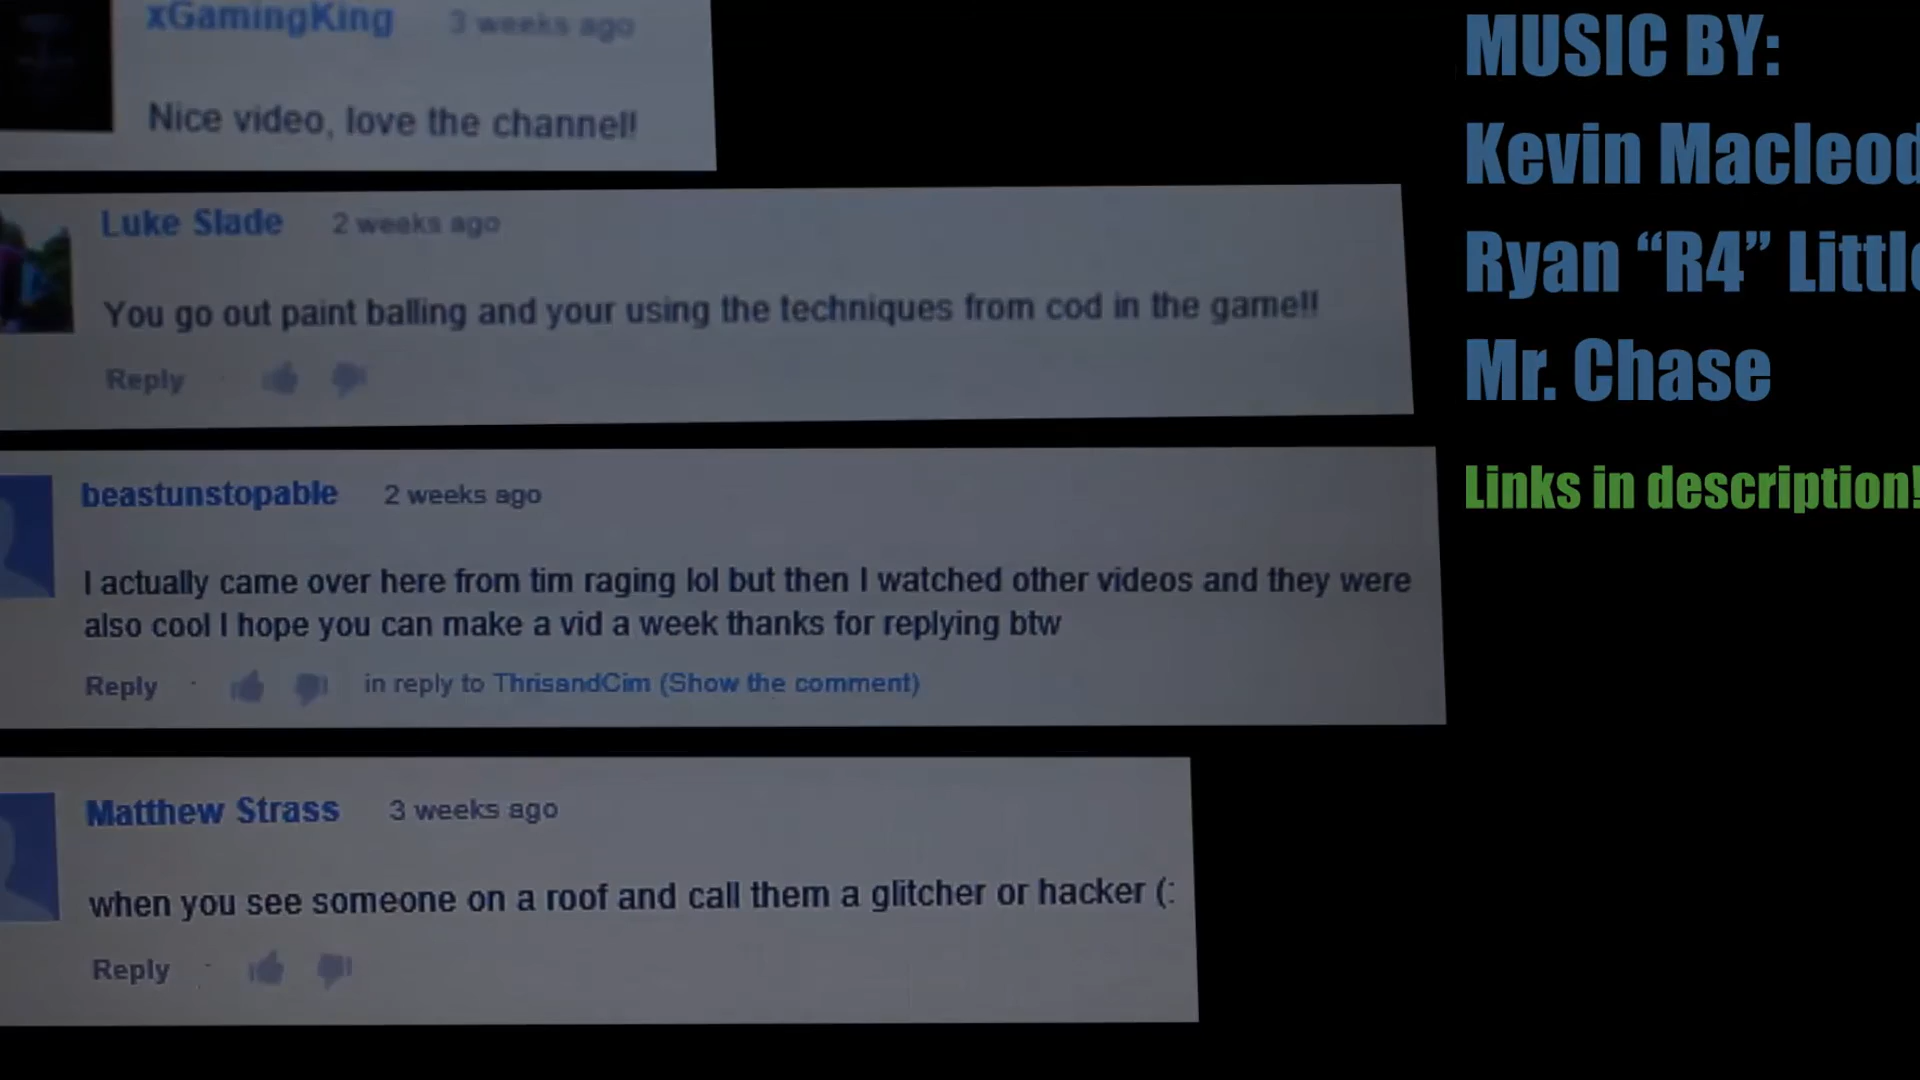 xGamingKing 3 weeks ago
Nice video, love the channel!
Luke Slade 2 weeks ago
You go out paint balling and your using the techniques from cod in the game!!
Reply
beastunstopable 2 weeks ago
I actually came over here from tim raging lol but then I watched other videos and they were
also cool I hope you can make a vid a week thanks for replying btw
Reply · in reply to ThrisandCim (Show the comment)
Matthew Strass 3 weeks ago
when you see someone on a roof and call them a glitcher or hacker (:
Reply ·
MUSIC BY:
Kevin Macleod
Ryan “R4” Little
Mr. Chase
Links in description!